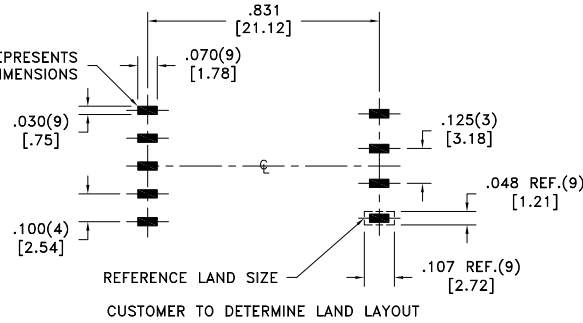 .831
[21.12]
EPRESENTS
IMENSIONS
.070(9)
[1.78]
.030(9)
[.75]
.125(3)
[3.18]
℄
.048 REF.(9)
[1.21]
.100(4)
[2.54]
.107 REF.(9)
[2.72]
REFERENCE LAND SIZE
CUSTOMER TO DETERMINE LAND LAYOUT